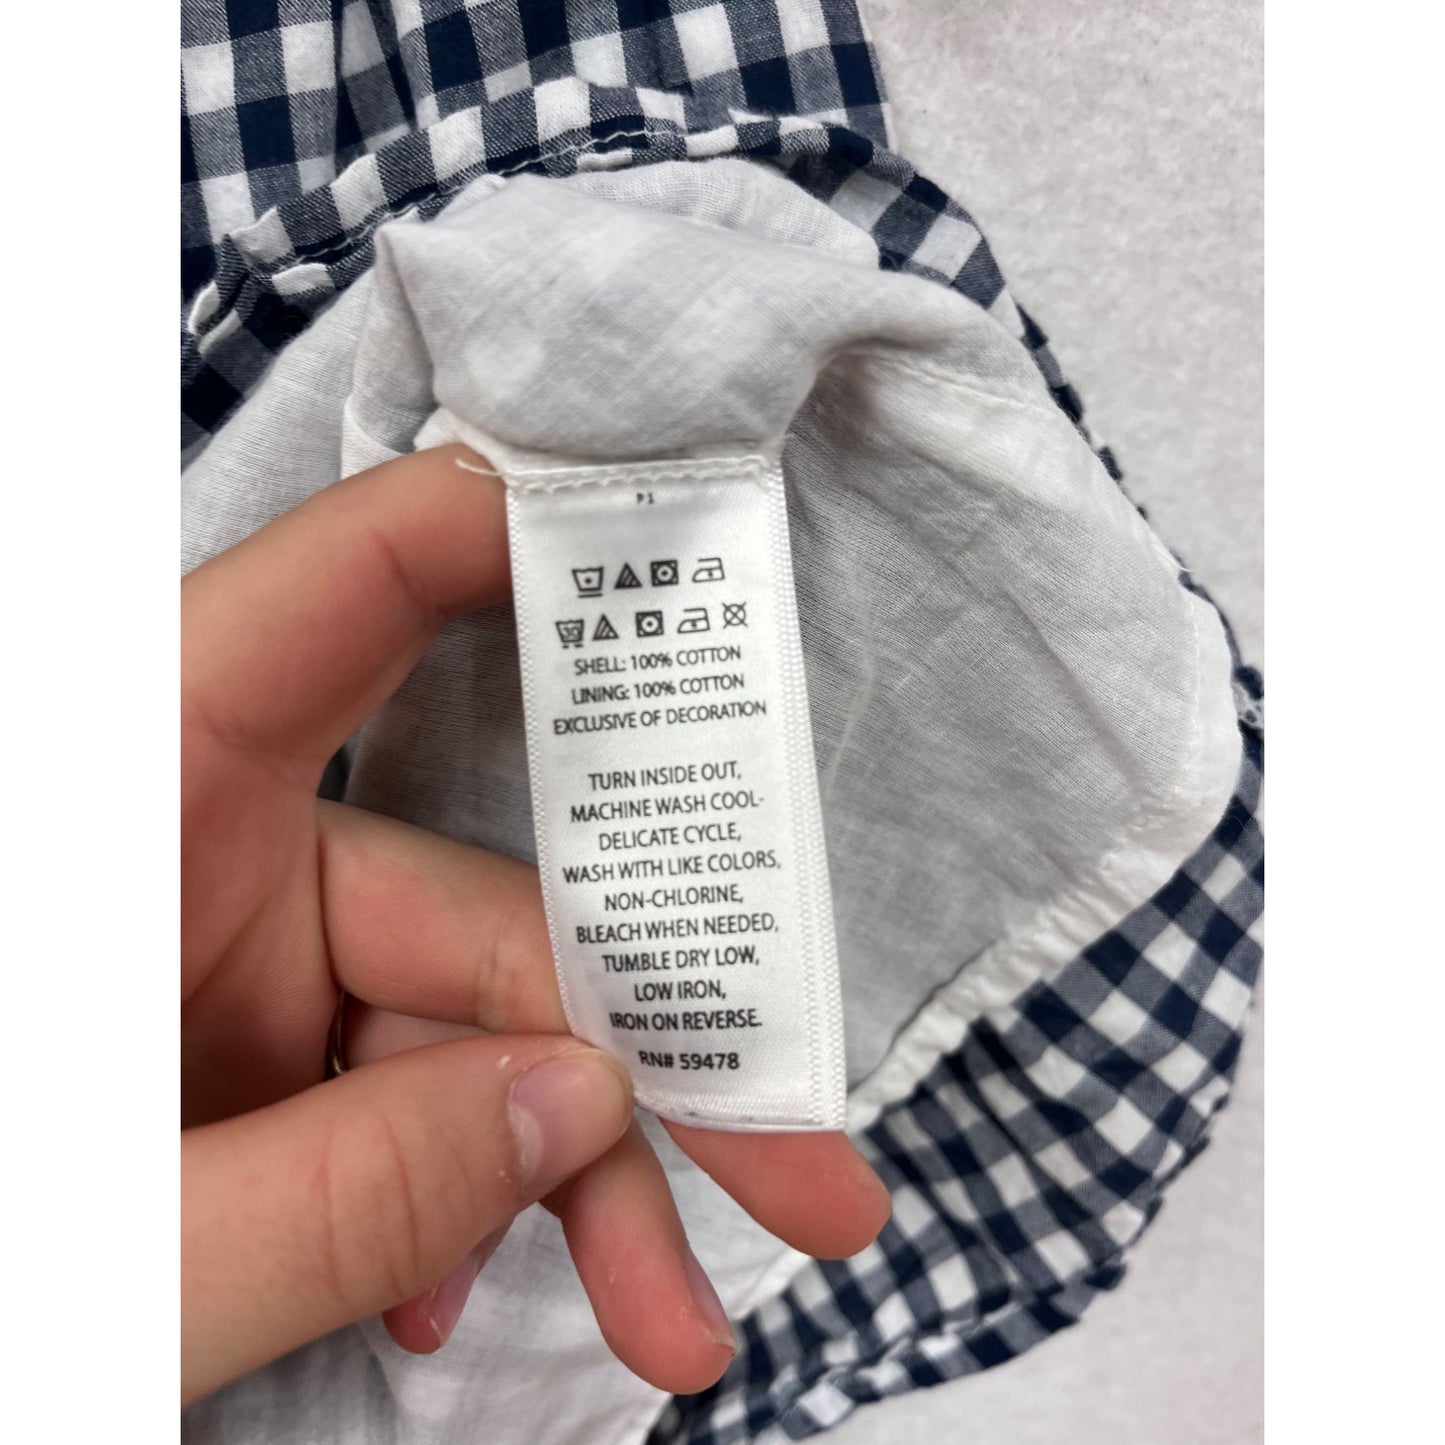 P1
30
SHELL: 100% COTTON
LINING: 100% COTTON
EXCLUSIVE OF DECORATION
TURN INSIDE OUT,
MACHINE WASH COOL-
DELICATE CYCLE,
WASH WITH LIKE COLORS,
NON-CHLORINE,
BLEACH WHEN NEEDED,
TUMBLE DRY LOW,
LOW IRON,
IRON ON REVERSE.
RN# 59478